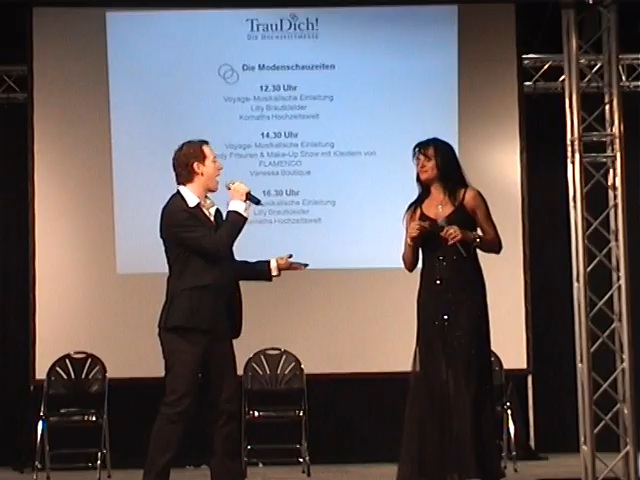 TrauDich!
DIE HOCHZEITSMESSE
Die Modenschauzeiten
12.30 Uhr
Voyage- Musikalische Einleitung
Lilly Brautkleider
Kornaths Hochzeitswelt
14.30 Uhr
Voyage- Musikalische Einleitung
Frisuren & Make-Up Show mit Kleidern von
FLAMENCO
Vanessa Boutique
16.30 Uhr
Musikalische Einleitung
Lilly Brautkleider
Hochzeitswelt